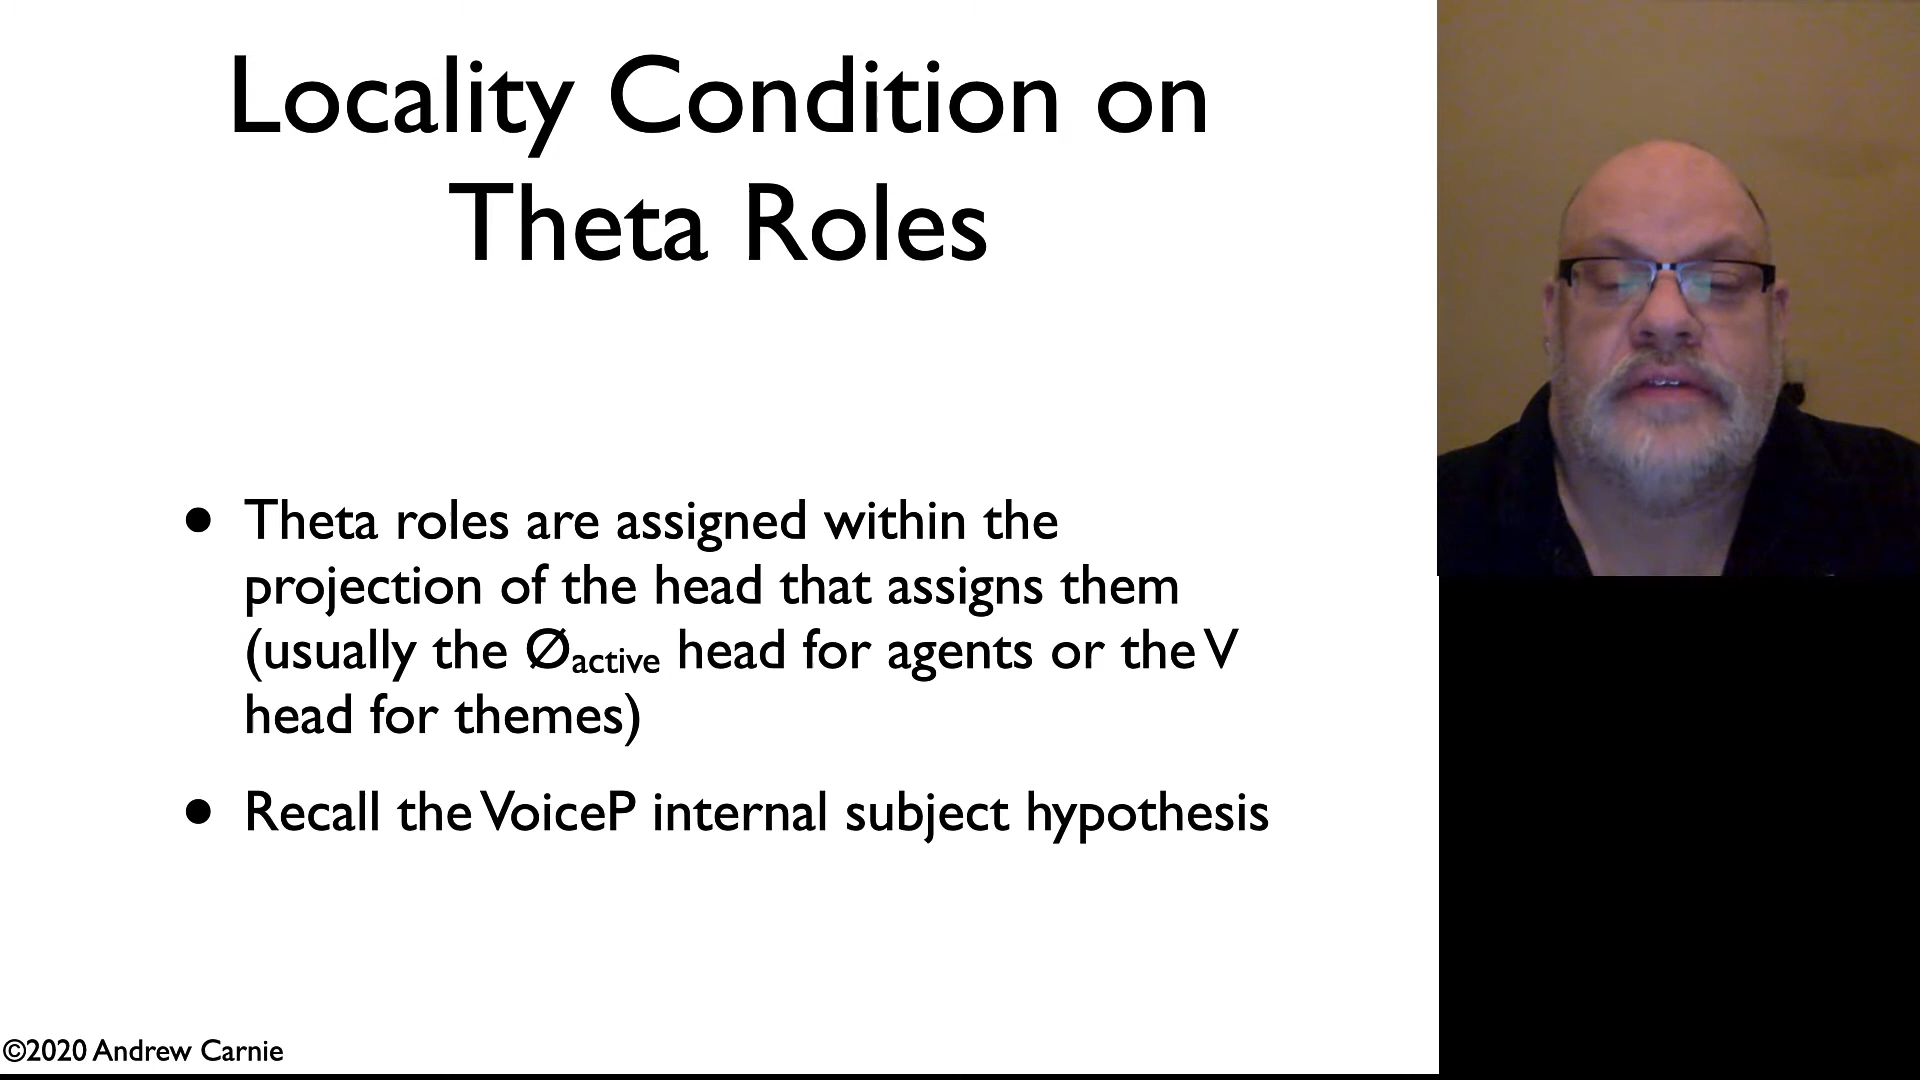 Locality Condition on
Theta Roles
• Theta roles are assigned within the
projection of the head that assigns them
(usually the ∅active head for agents or the V
head for themes)
• Recall the VoiceP internal subject hypothesis
©2020 Andrew Carnie